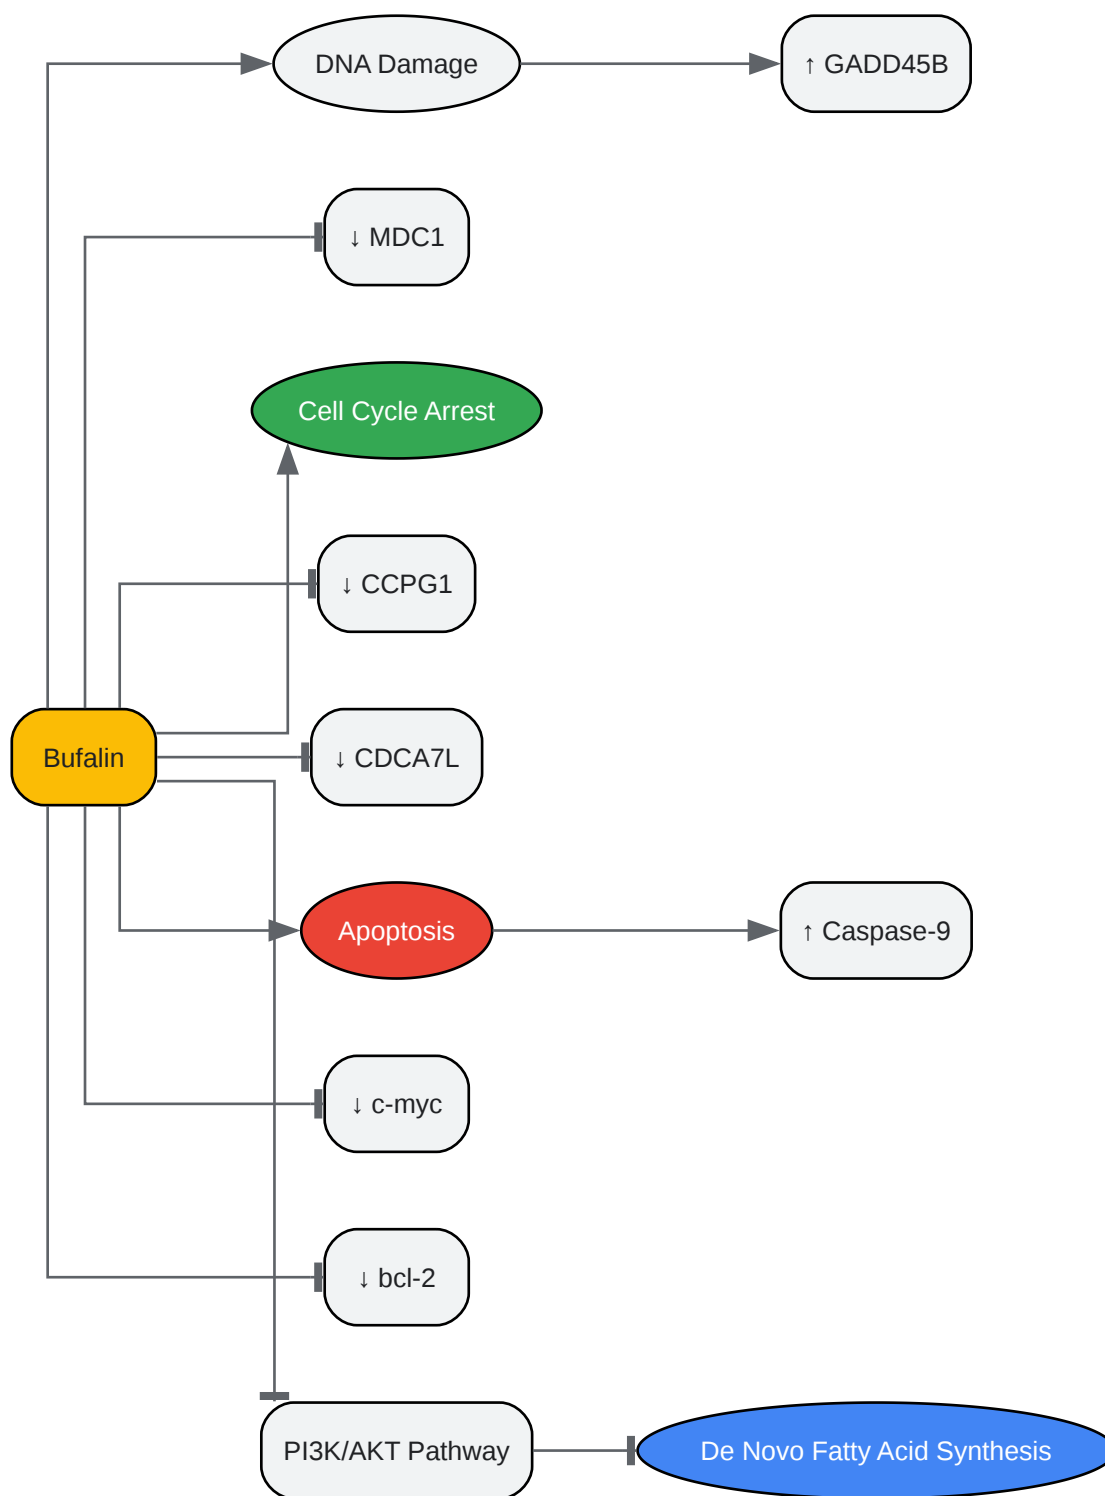 DNA Damage
↑ GADD45B
↓ MDC1
Cell Cycle Arrest
↓ CCPG1
Bufalin
↓ CDCA7L
Apoptosis
↑ Caspase-9
↓ c-myc
↓ bcl-2
PI3K/AKT Pathway
De Novo Fatty Acid Synthesis